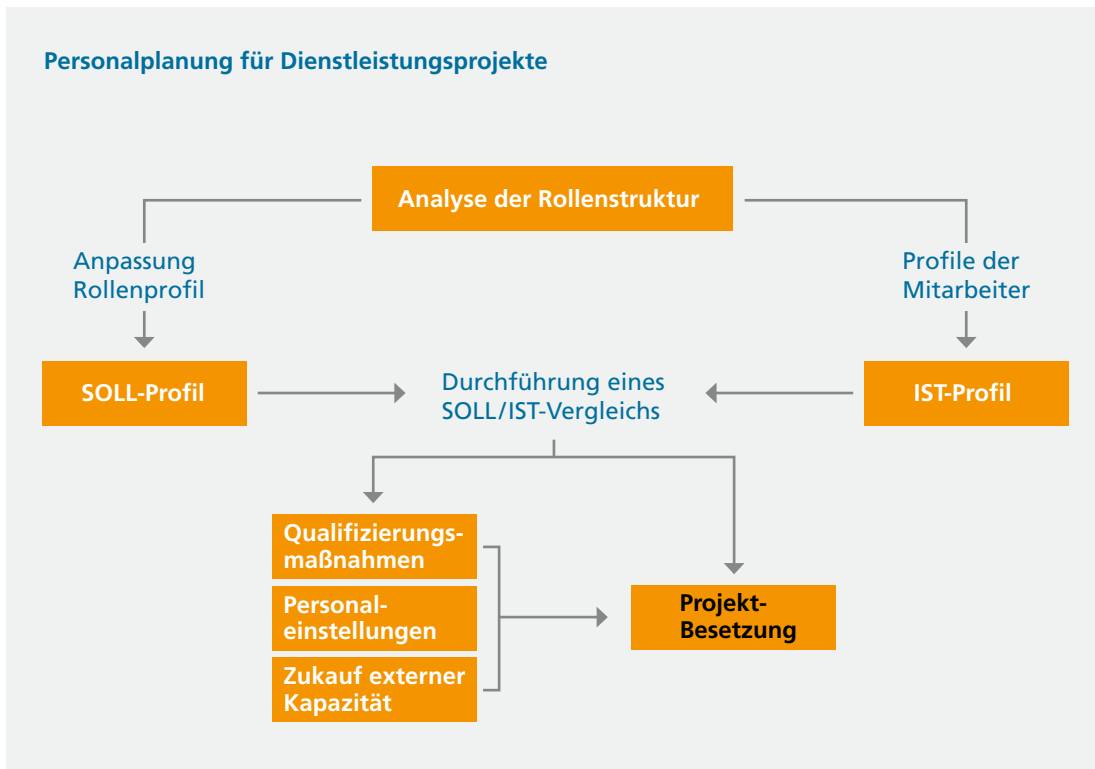 Personalplanung für Dienstleistungsprojekte
Analyse der Rollenstruktur
Anpassung
Rollenprofil
Profile der
Mitarbeiter
SOLL-Profil
Durchführung eines
SOLL/IST-Vergleichs
IST-Profil
Qualifizierungs-
maßnahmen
Personal-
einstellungen
Zukauf externer
Kapazität
Projekt-
Besetzung